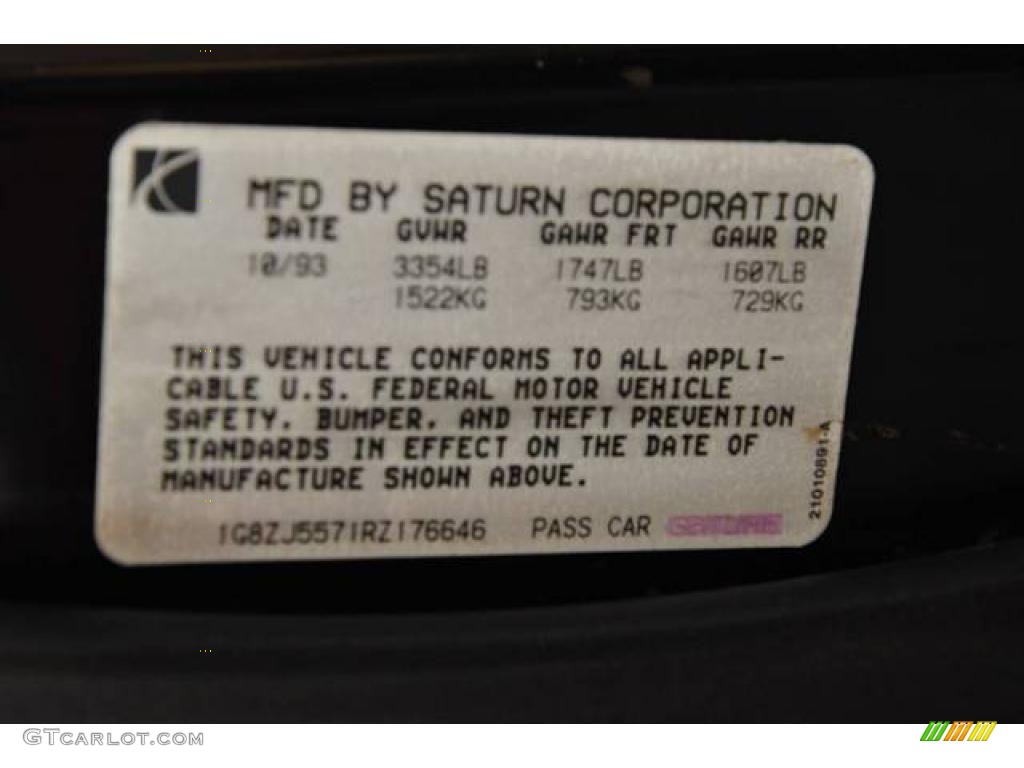 MFD BY SATURN CORPORATION
DATE GVWR GAWR FRT GAWR RR
10/93 3354LB 1747LB 1607LB
1522KG 793KG 729KG
THIS VEHICLE CONFORMS TO ALL APPLI-
CABLE U.S. FEDERAL MOTOR VEHICLE
SAFETY, BUMPER, AND THEFT PREVENTION
STANDARDS IN EFFECT ON THE DATE OF
MANUFACTURE SHOWN ABOVE.
1G8ZJ5571RZ176646 PASS CAR
21010891-A
GTCARLOT.COM